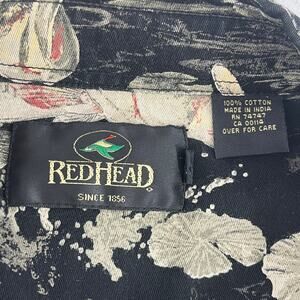 REDHEAD
SINCE 1856
100% COTTON
MADE IN INDIA
RN 74747
CA 00114
OVER FOR CARE